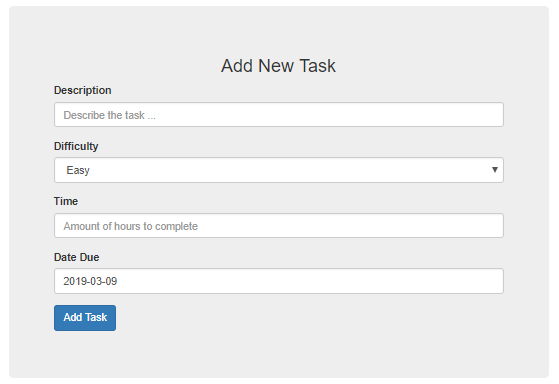 Add New Task
Description
Describe the task ...
Difficulty
Easy
Time
Amount of hours to complete
Date Due
2019-03-09
Add Task